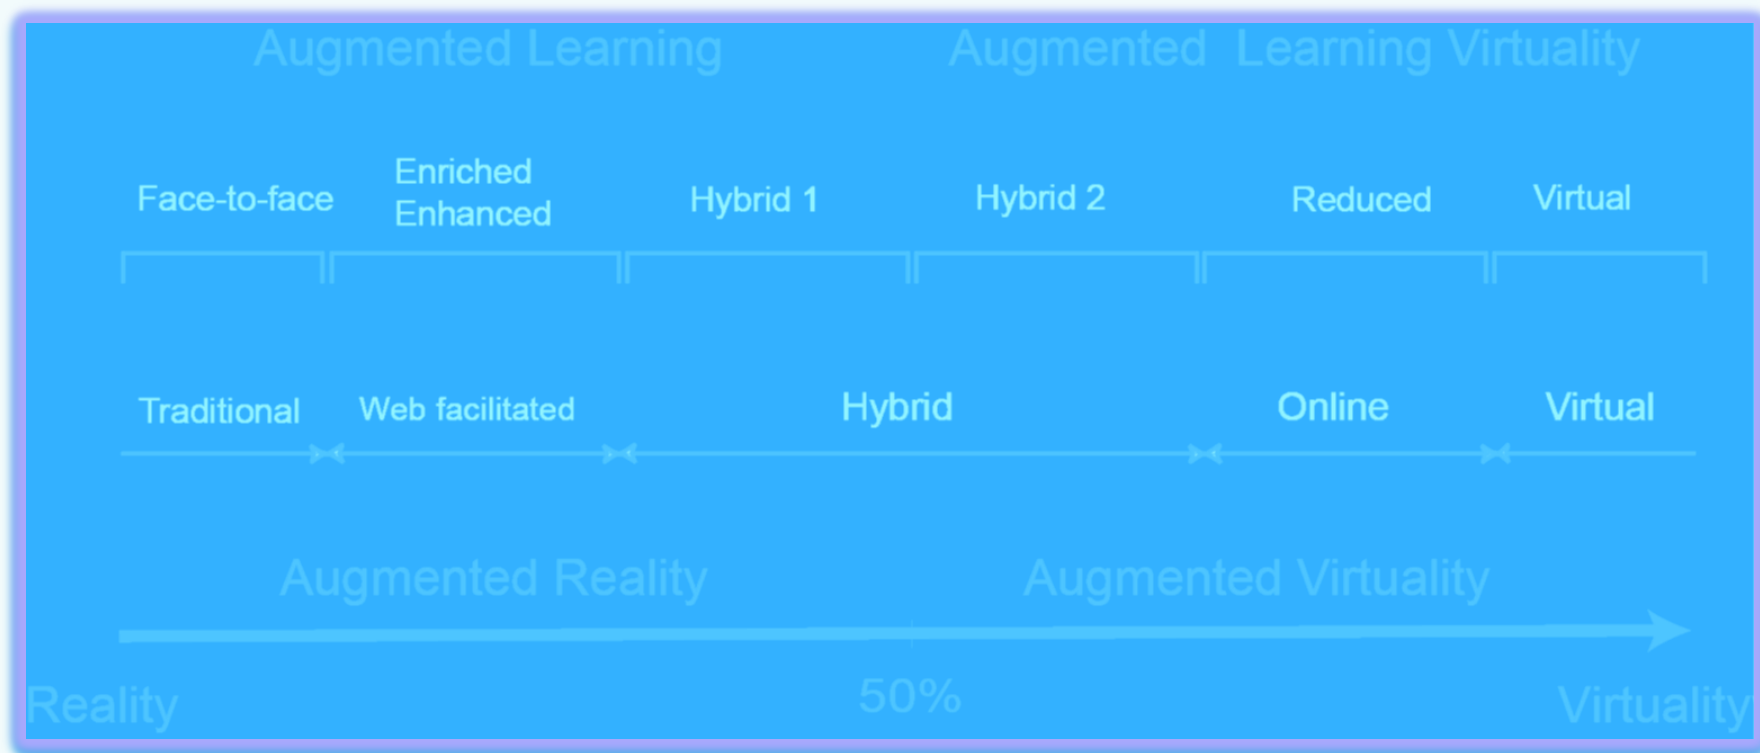 Augmented Learning
Augmented Learning Virtuality
Face-to-face
Enriched
Enhanced
Hybrid 1
Hybrid 2
Reduced
Virtual
Traditional
Web facilitated
Hybrid
Online
Virtual
Augmented Reality
Augmented Virtuality
Reality
50%
Virtuality